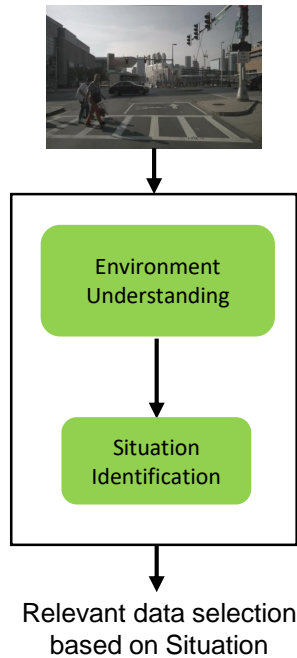 Environment
Understanding
Situation
Identification
Relevant data selection
based on Situation